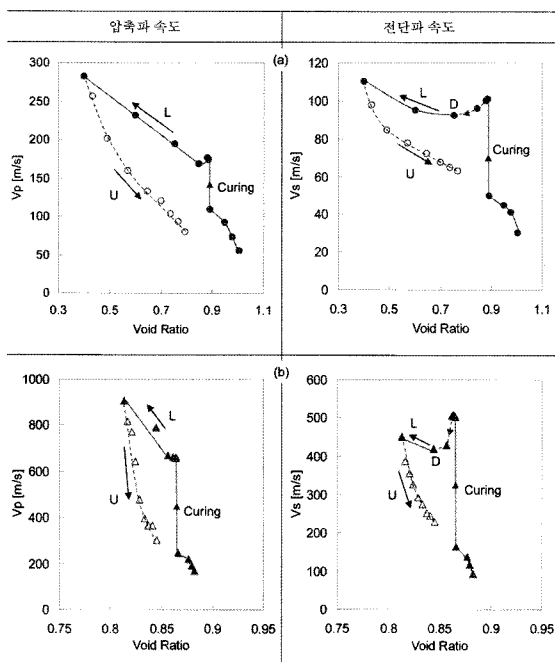 압축파 속도
전단파 속도
(a)
300
250
200
150
100
50
0
Vp [m/s]
L
U
Curing
0.3 0.5 0.7 0.9 1.1
Void Ratio
120
100
80
60
40
20
0
Vs [m/s]
L
D
U
Curing
0.3 0.5 0.7 0.9 1.1
Void Ratio
(b)
1000
800
600
400
200
0
Vp [m/s]
L
U
Curing
0.75 0.8 0.85 0.9 0.95
Void Ratio
600
500
400
300
200
100
0
Vs [m/s]
L
D
U
Curing
0.75 0.8 0.85 0.9 0.95
Void Ratio